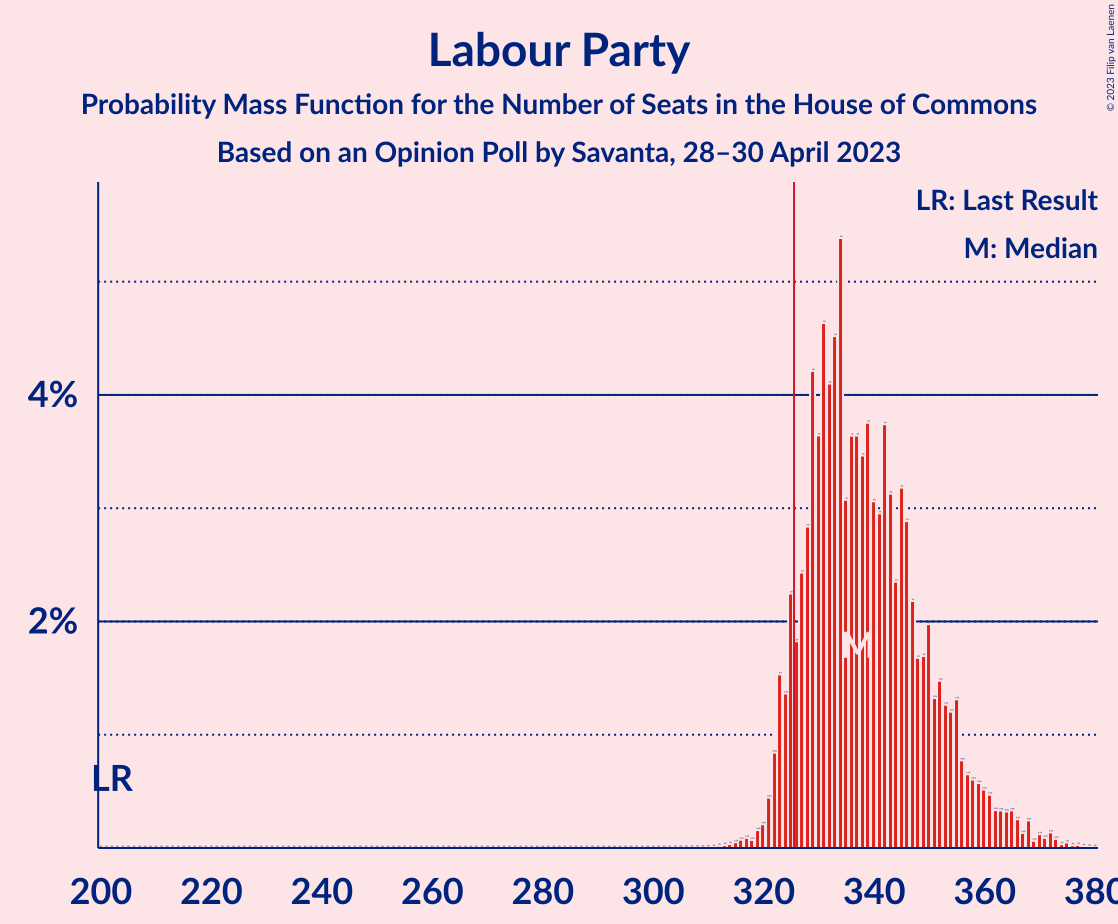 Labour Party
Probability Mass Function for the Number of Seats in the House of Commons
Based on an Opinion Poll by Savanta, 28–30 April 2023
© 2023 Filip van Laenen
LR: Last Result
M: Median
4%
2%
M
LR
200 220 240 260 280 300 320 340 360 380